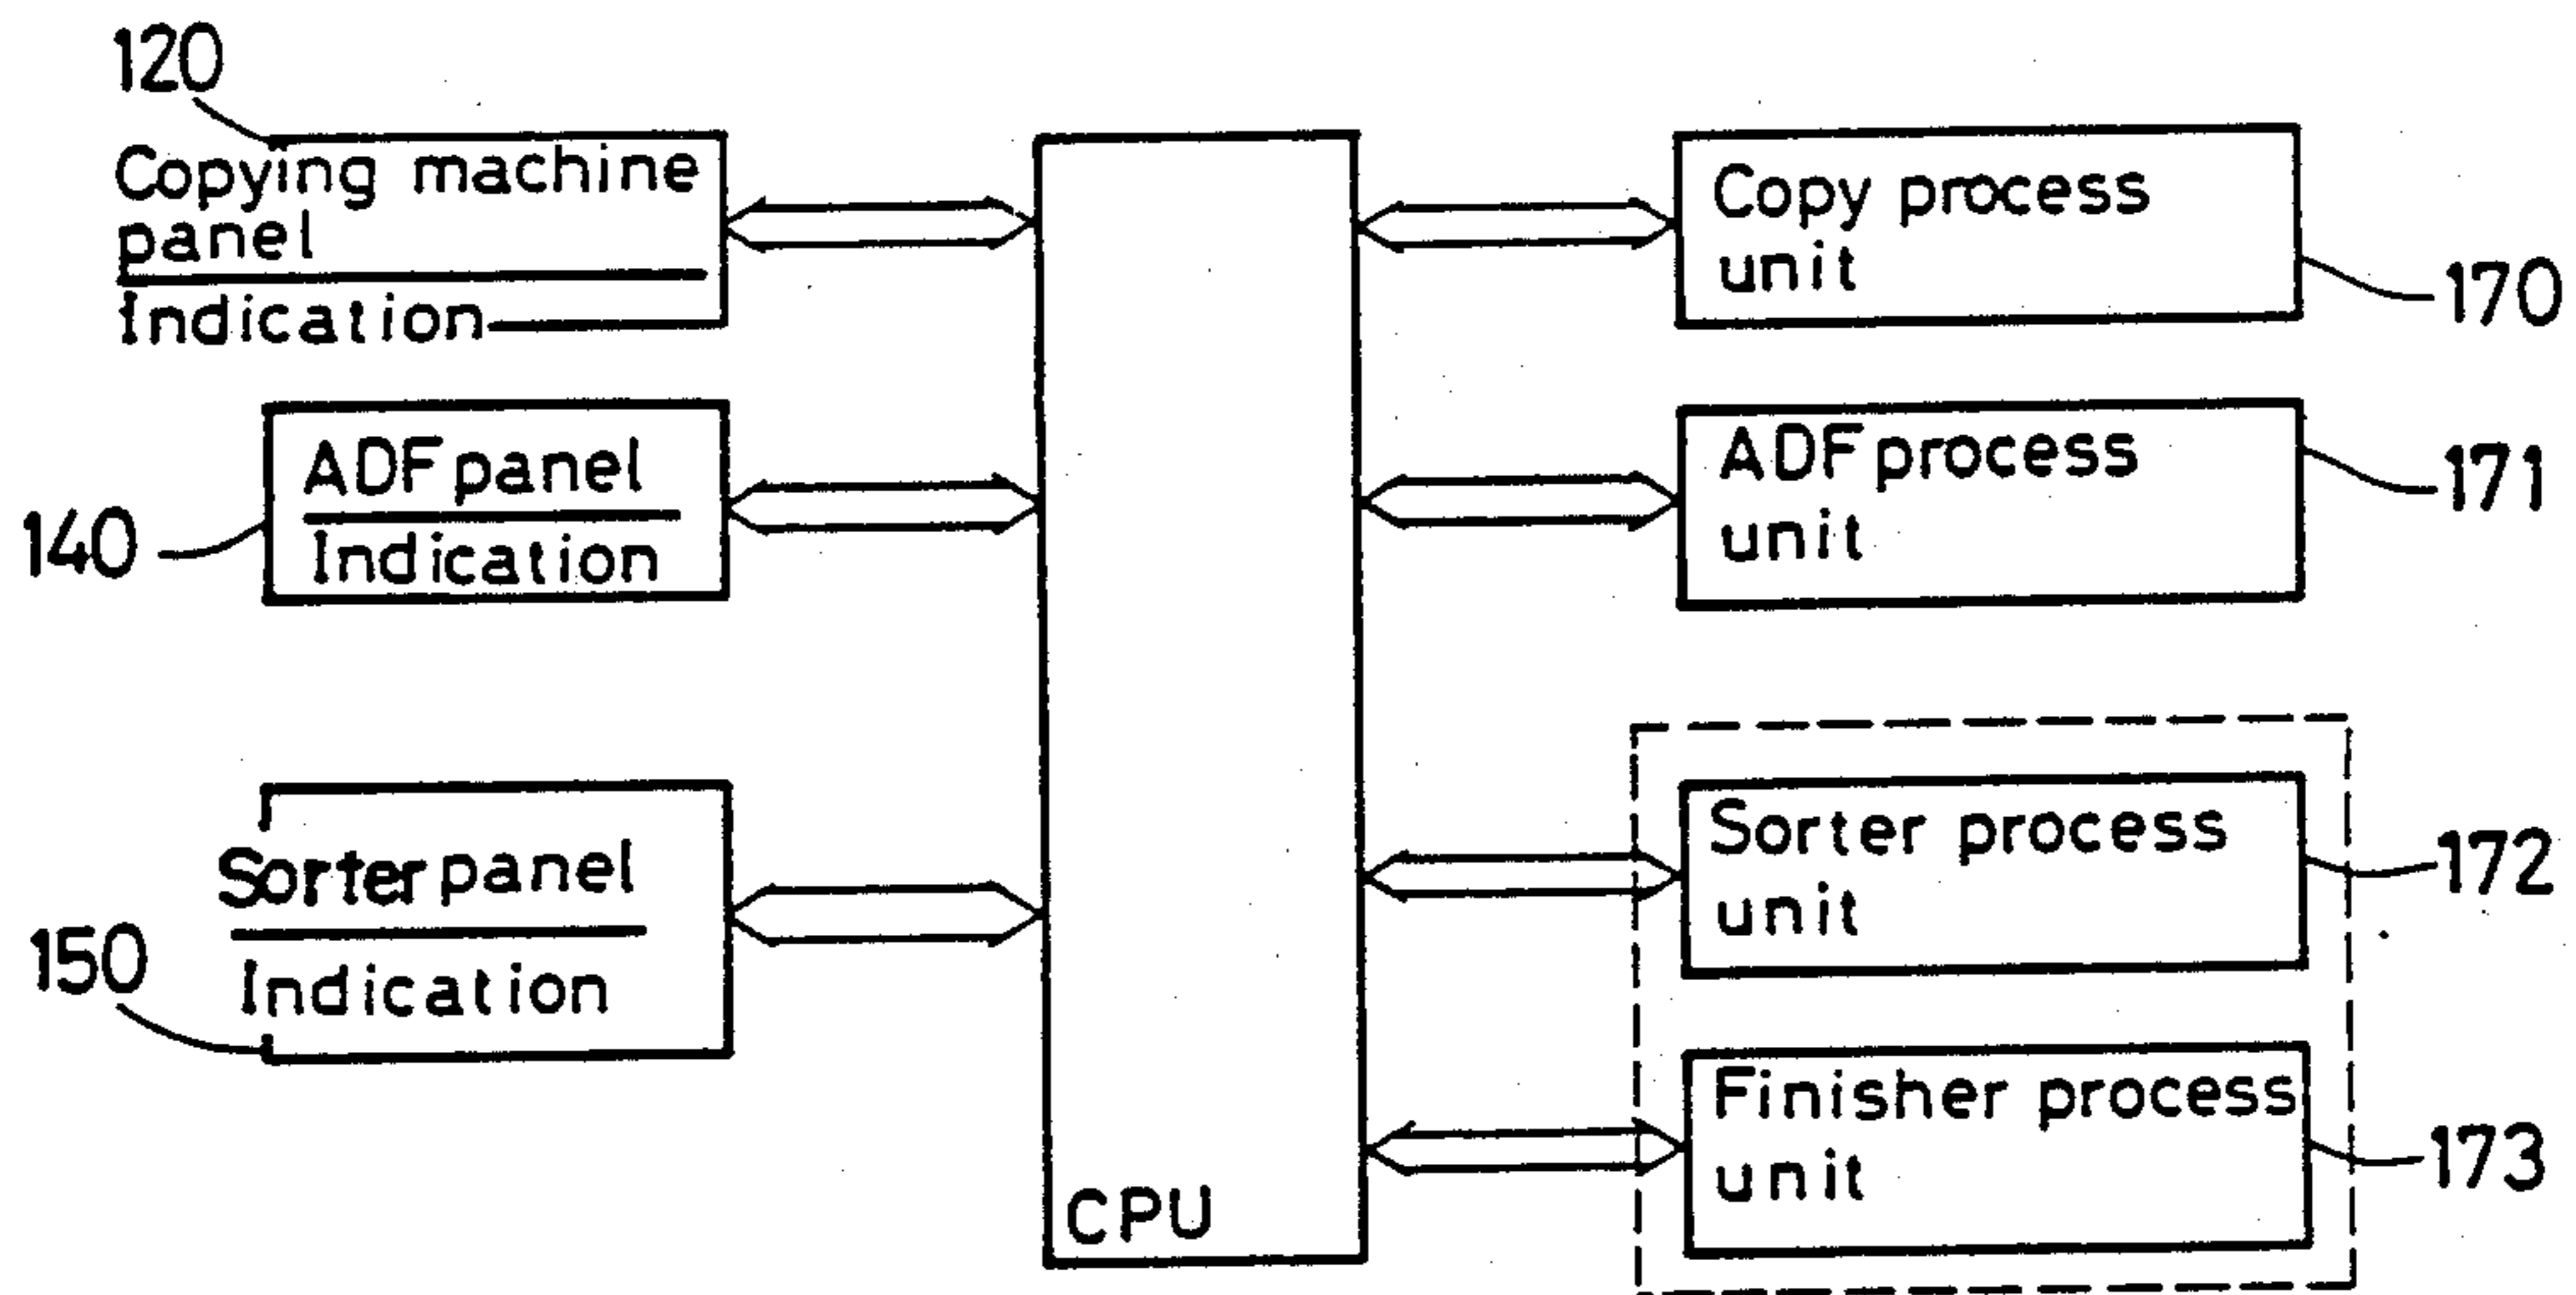 120
Copying machine
panel
Indication
140
ADF panel
Indication
150
Sorter panel
Indication
CPU
Copy process
unit
170
ADF process
unit
171
Sorter process
unit
172
Finisher process
unit
173